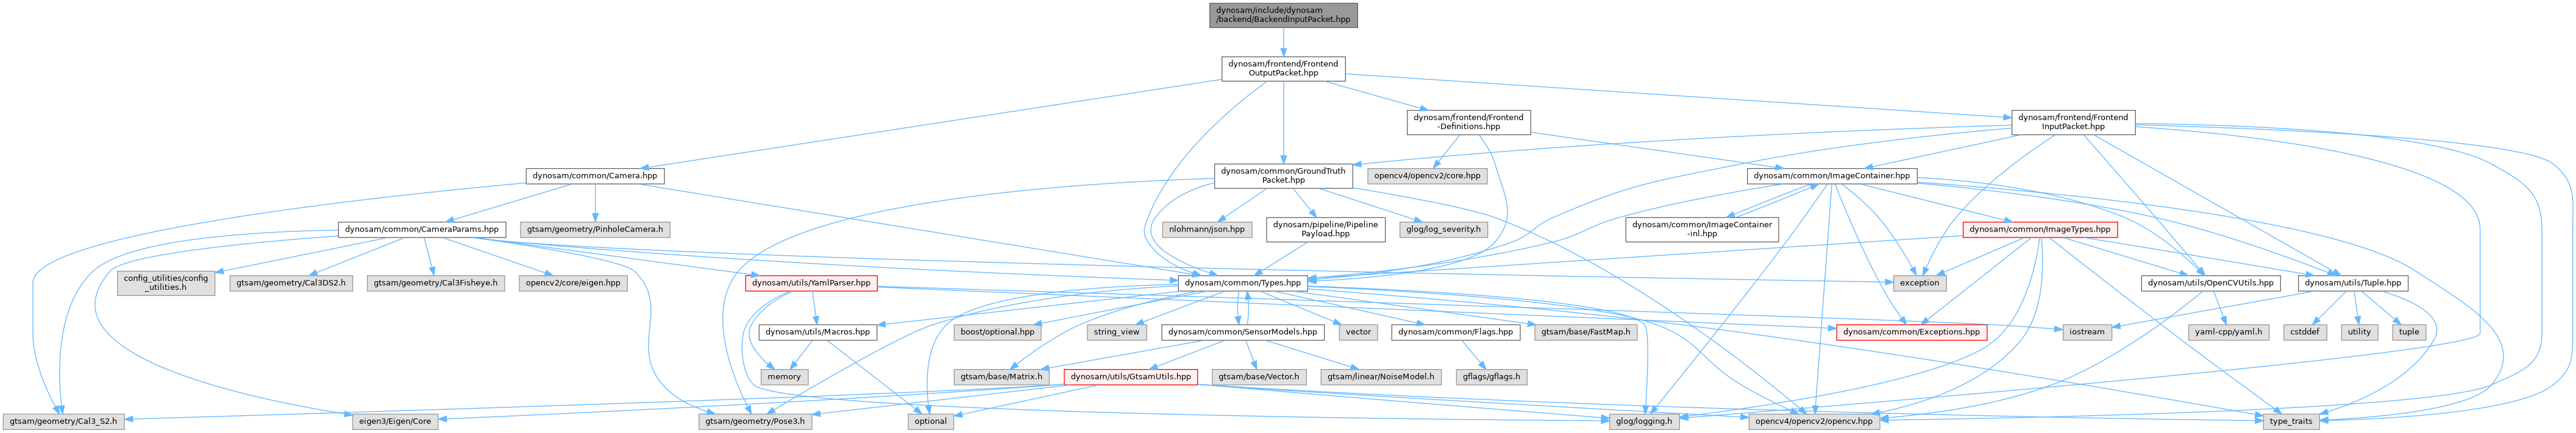 dynosam/include/dynosam
/backend/BackendInputPacket.hpp
dynosam/frontend/Frontend
OutputPacket.hpp
dynosam/frontend/Frontend
-Definitions.hpp
dynosam/frontend/Frontend
InputPacket.hpp
dynosam/common/Camera.hpp
dynosam/common/GroundTruth
Packet.hpp
opencv4/opencv2/core.hpp
dynosam/common/ImageContainer.hpp
dynosam/common/CameraParams.hpp
gtsam/geometry/PinholeCamera.h
nlohmann/json.hpp
dynosam/pipeline/Pipeline
Payload.hpp
glog/log_severity.h
dynosam/common/ImageContainer
-inl.hpp
dynosam/common/ImageTypes.hpp
config_utilities/config
_utilities.h
gtsam/geometry/Cal3DS2.h
gtsam/geometry/Cal3Fisheye.h
opencv2/core/eigen.hpp
dynosam/utils/YamlParser.hpp
dynosam/common/Types.hpp
exception
dynosam/utils/OpenCVUtils.hpp
dynosam/utils/Tuple.hpp
dynosam/utils/Macros.hpp
boost/optional.hpp
string_view
dynosam/common/SensorModels.hpp
vector
dynosam/common/Flags.hpp
gtsam/base/FastMap.h
dynosam/common/Exceptions.hpp
iostream
yaml-cpp/yaml.h
cstddef
utility
tuple
memory
gtsam/base/Matrix.h
dynosam/utils/GtsamUtils.hpp
gtsam/base/Vector.h
gtsam/linear/NoiseModel.h
gflags/gflags.h
gtsam/geometry/Cal3_S2.h
eigen3/Eigen/Core
gtsam/geometry/Pose3.h
optional
glog/logging.h
opencv4/opencv2/opencv.hpp
type_traits